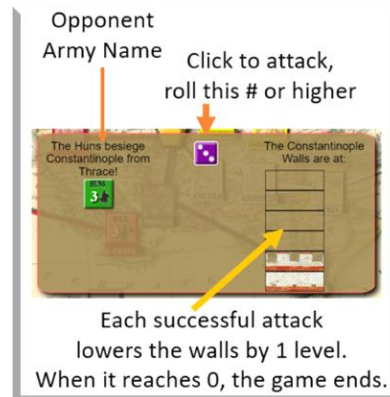 Opponent
Army Name
Click to attack,
roll this # or higher
The Huns besiege
Constantinople from
Thrace!
HUNS
3
The Constantinople
Walls are at:
Each successful attack
lowers the walls by 1 level.
When it reaches 0, the game ends.